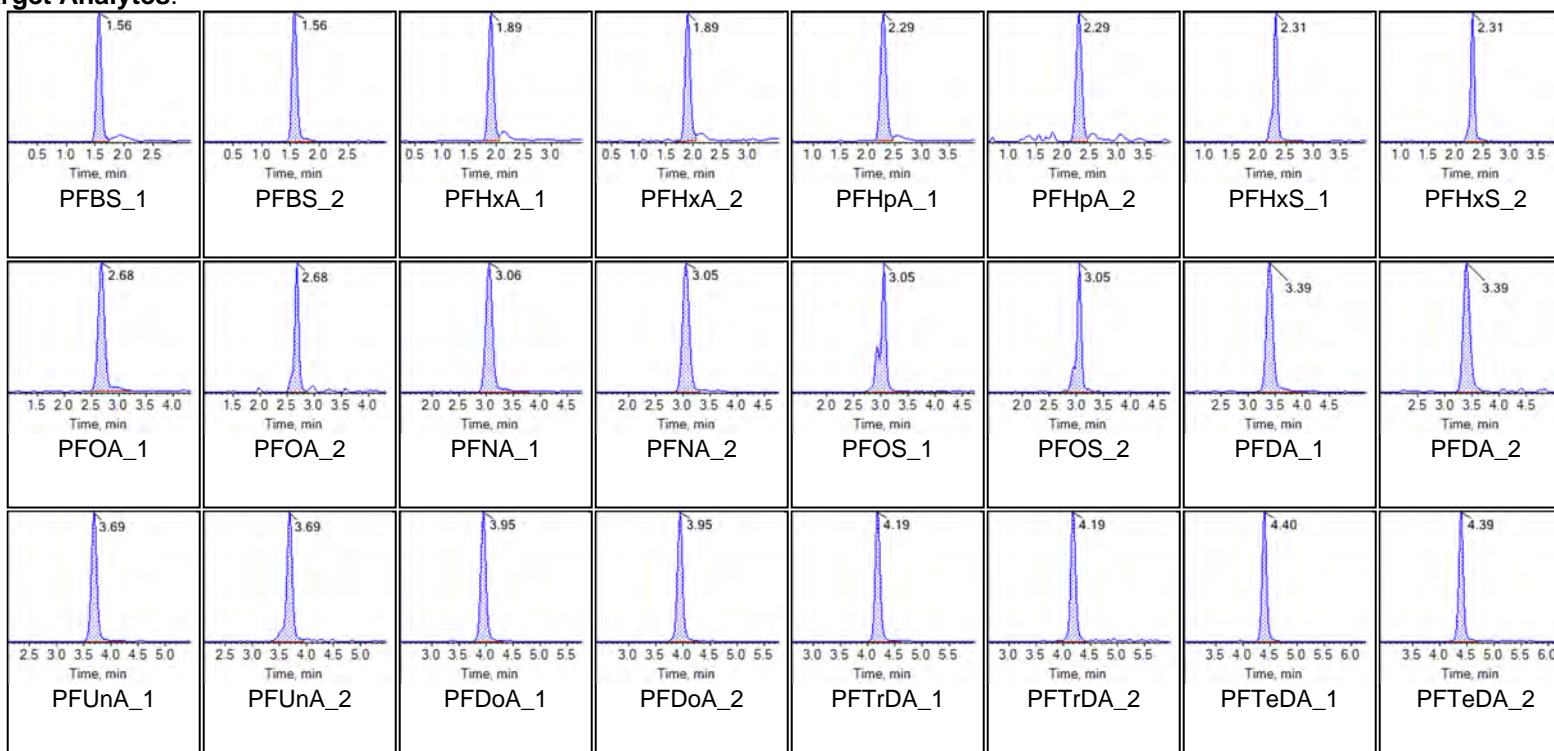 rget Analytes:
1.56 1.56 1.89 1.89 2.29 2.29 2.31 2.31
0.5 1.0 1.5 2.0 2.5 0.5 1.0 1.5 2.0 2.5 0.5 1.0 1.5 2.0 2.5 3.0 0.5 1.0 1.5 2.0 2.5 3.0 1.0 1.5 2.0 2.5 3.0 3.5 1.0 1.5 2.0 2.5 3.0 3.5 1.0 1.5 2.0 2.5 3.0 3.5 1.0 1.5 2.0 2.5 3.0 3.5
Time, min Time, min Time, min Time, min Time, min Time, min Time, min Time, min
PFBS_1 PFBS_2 PFHxA_1 PFHxA_2 PFHpA_1 PFHpA_2 PFHxS_1 PFHxS_2
2.68 2.68 3.06 3.05 3.05 3.05 3.39 3.39
1.5 2.0 2.5 3.0 3.5 4.0 1.5 2.0 2.5 3.0 3.5 4.0 2.0 2.5 3.0 3.5 4.0 4.5 2.0 2.5 3.0 3.5 4.0 4.5 2.0 2.5 3.0 3.5 4.0 4.5 2.0 2.5 3.0 3.5 4.0 4.5 2.5 3.0 3.5 4.0 4.5 2.5 3.0 3.5 4.0 4.5
Time, min Time, min Time, min Time, min Time, min Time, min Time, min Time, min
PFOA_1 PFOA_2 PFNA_1 PFNA_2 PFOS_1 PFOS_2 PFDA_1 PFDA_2
3.69 3.69 3.95 3.95 4.19 4.19 4.40 4.39
2.5 3.0 3.5 4.0 4.5 5.0 2.5 3.0 3.5 4.0 4.5 5.0 3.0 3.5 4.0 4.5 5.0 5.5 3.0 3.5 4.0 4.5 5.0 5.5 3.0 3.5 4.0 4.5 5.0 5.5 3.0 3.5 4.0 4.5 5.0 5.5 3.5 4.0 4.5 5.0 5.5 6.0 3.5 4.0 4.5 5.0 5.5 6.0
Time, min Time, min Time, min Time, min Time, min Time, min Time, min Time, min
PFUnA_1 PFUnA_2 PFDoA_1 PFDoA_2 PFTrDA_1 PFTrDA_2 PFTeDA_1 PFTeDA_2